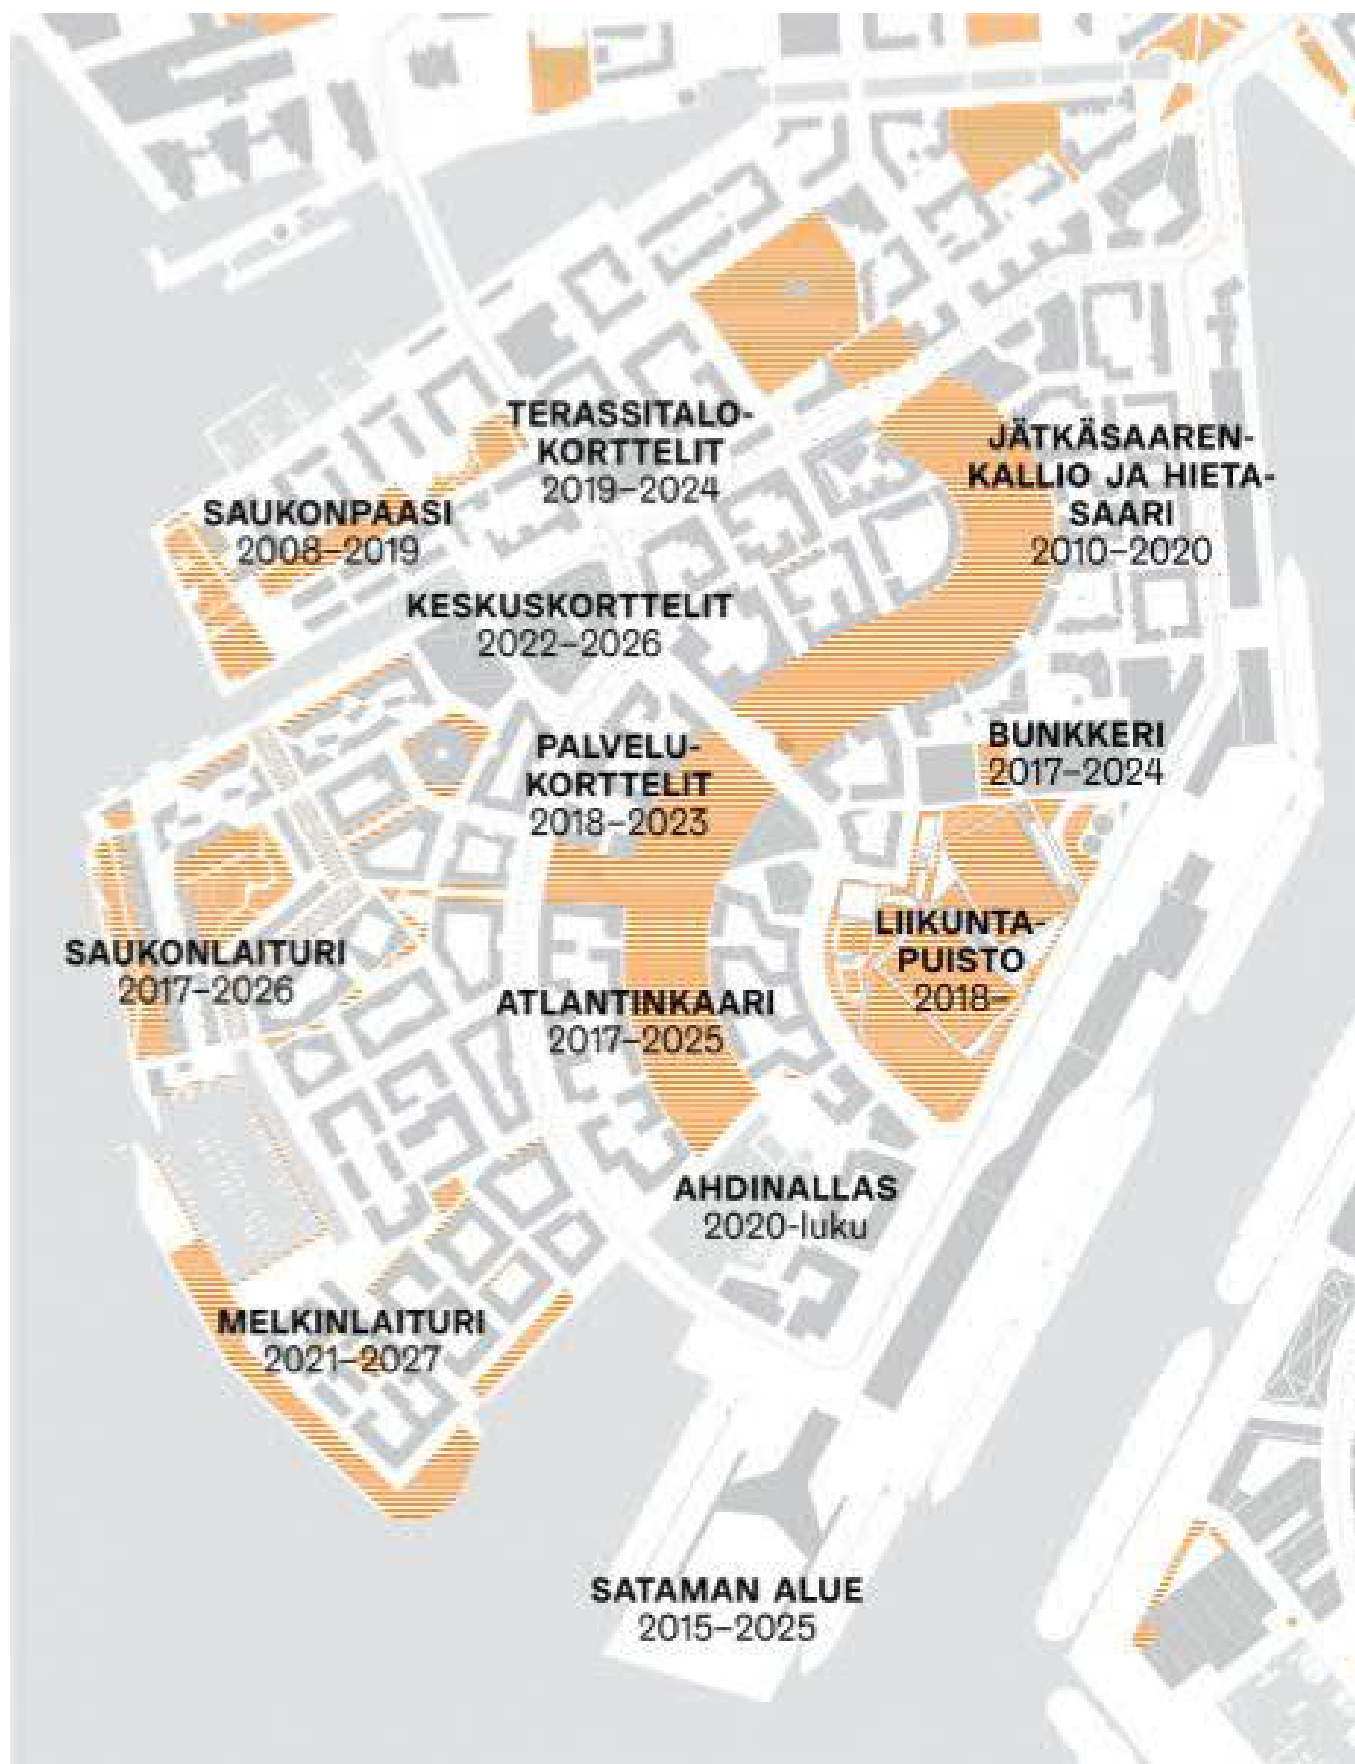 TERASSITALO-
KORTTELIT
2019–2024
JÄTKÄSAAREN-
KALLIO JA HIETA-
SAARI
2010–2020
SAUKONPAASI
2008–2019
KESKUSKORTTELIT
2022–2026
PALVELU-
KORTTELIT
2018–2023
BUNKKERI
2017–2024
LIIKUNTA-
PUISTO
2018–
SAUKONLAITURI
2017–2026
ATLANTINKAARI
2017–2025
AHDINALLAS
2020-luku
MELKINLAITURI
2021–2027
SATAMAN ALUE
2015–2025